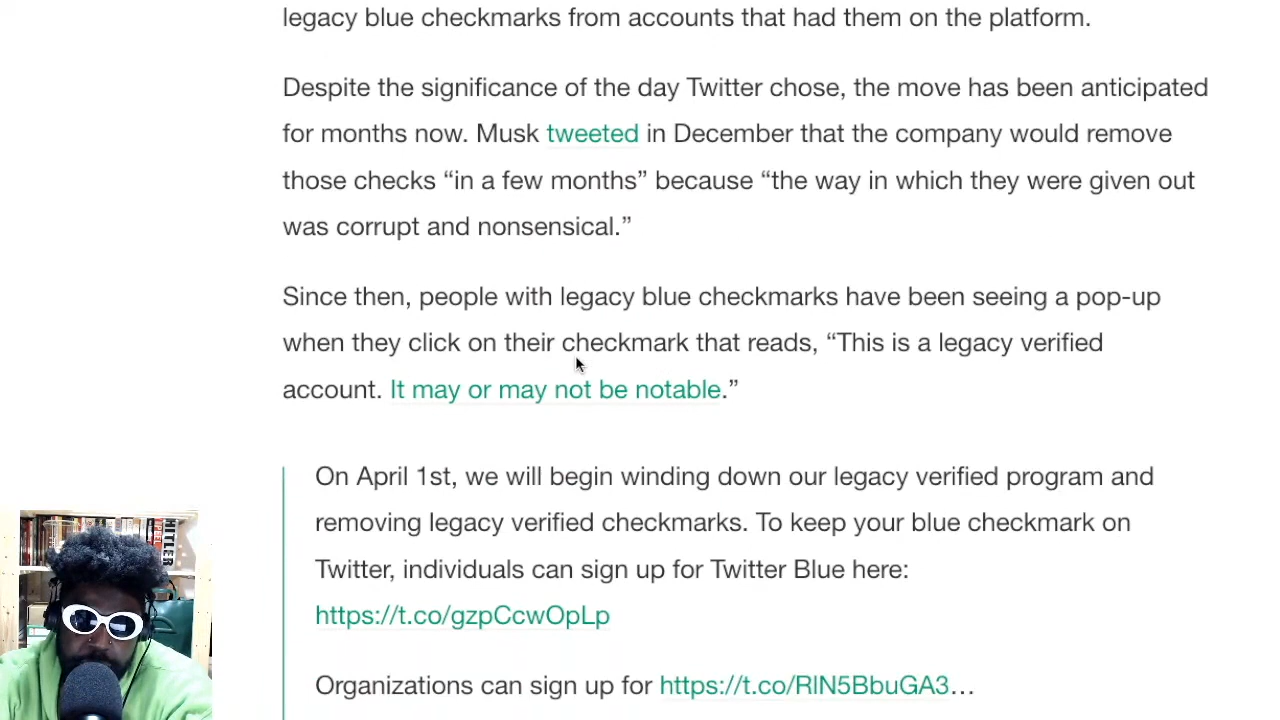 legacy blue checkmarks from accounts that had them on the platform.
Despite the significance of the day Twitter chose, the move has been anticipated
for months now. Musk tweeted in December that the company would remove
those checks “in a few months” because “the way in which they were given out
was corrupt and nonsensical.”
Since then, people with legacy blue checkmarks have been seeing a pop-up
when they click on their checkmark that reads, “This is a legacy verified
account. It may or may not be notable.”
On April 1st, we will begin winding down our legacy verified program and
removing legacy verified checkmarks. To keep your blue checkmark on
Twitter, individuals can sign up for Twitter Blue here:
https://t.co/gzpCcwOpLp
Organizations can sign up for https://t.co/RlN5BbuGA3…
HITLER